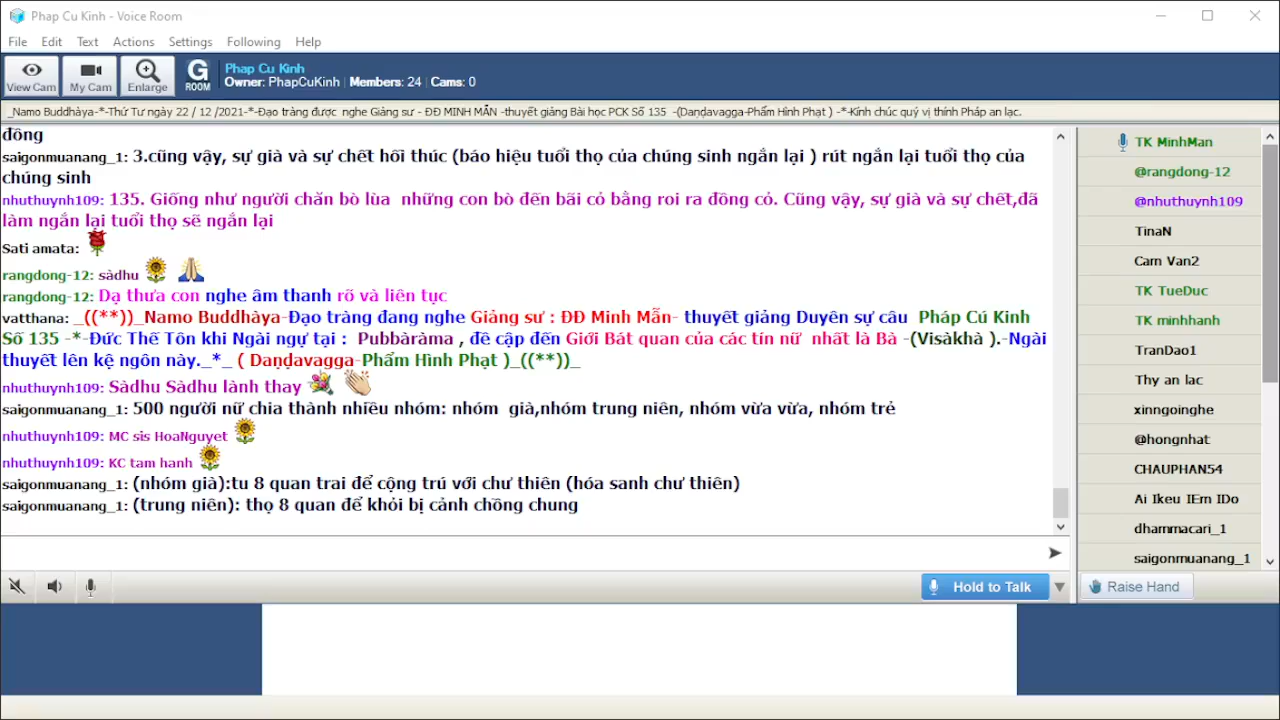 Phap Cu Kinh - Voice Room
File Edit Text Actions Settings Following Help
View Cam
My Cam
Enlarge
G
ROOM
Phap Cu Kinh
Owner: PhapCuKinh | Members: 24 | Cams: 0
_Namo Buddhàya-*-Thứ Tư ngày 22 / 12 /2021-*-Đạo tràng được nghe Giảng sư - ĐĐ MINH MẪN -thuyết giảng Bài học PCK Số 135 -(Daṇḍavagga-Phẩm Hình Phạt ) -*-Kính chúc quý vị thính Pháp an lạc.
đồng
saigonmuanang_1: 3.cũng vậy, sự già và sự chết hối thúc (báo hiệu tuổi thọ của chúng sinh ngắn lại ) rút ngắn lại tuổi thọ của
chúng sinh
nhuthuynh109: 135. Giống như người chăn bò lùa những con bò đến bãi cỏ bằng roi ra đồng cỏ. Cũng vậy, sự già và sự chết,đã
làm ngắn lại tuổi thọ sẽ ngắn lại
Sati amata:
rangdong-12: sàdhu
rangdong-12: Dạ thưa con nghe âm thanh rõ và liên tục
vatthana: _((**))_Namo Buddhàya-Đạo tràng đang nghe Giảng sư : ĐĐ Minh Mẫn- thuyết giảng Duyên sự câu Pháp Cú Kinh
Số 135 -*-Đức Thế Tôn khi Ngài ngự tại : Pubbàràma , đề cập đến Giới Bát quan của các tín nữ nhất là Bà -(Visàkhà ).-Ngài
thuyết lên kệ ngôn này._*_ ( Daṇḍavagga-Phẩm Hình Phạt )_((**))_
nhuthuynh109: Sàdhu Sàdhu lành thay
saigonmuanang_1: 500 người nữ chia thành nhiều nhóm: nhóm già,nhóm trung niên, nhóm vừa vừa, nhóm trẻ
nhuthuynh109: MC sis HoaNguyet
nhuthuynh109: KC tam hanh
saigonmuanang_1: (nhóm già):tu 8 quan trai để cộng trú với chư thiên (hóa sanh chư thiên)
saigonmuanang_1: (trung niên): thọ 8 quan để khỏi bị cảnh chồng chung
TK MinhMan
@rangdong-12
@nhuthuynh109
TinaN
Cam Van2
TK TueDuc
TK minhhanh
TranDao1
Thy an lac
xinngoinghe
@hongnhat
CHAUPHAN54
Ai Ikeu IEm IDo
dhammacari_1
saigonmuanang_1
Hold to Talk
Raise Hand